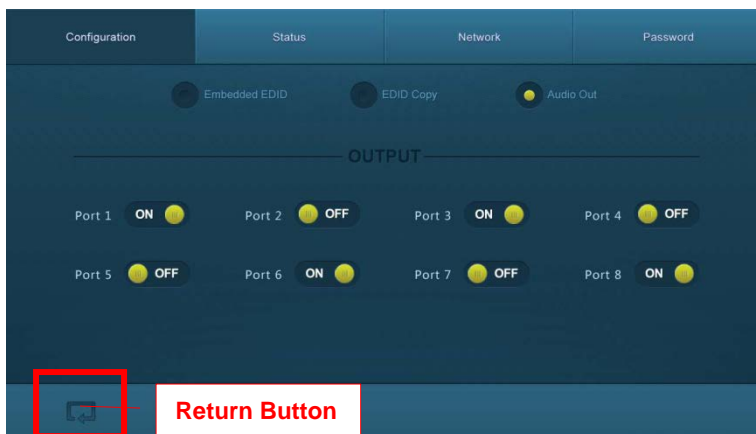 Configuration Status Network Password
Embedded EDID EDID Copy Audio Out
OUTPUT
Port 1 ON Port 2 OFF Port 3 ON Port 4 OFF
Port 5 OFF Port 6 ON Port 7 OFF Port 8 ON
Return Button